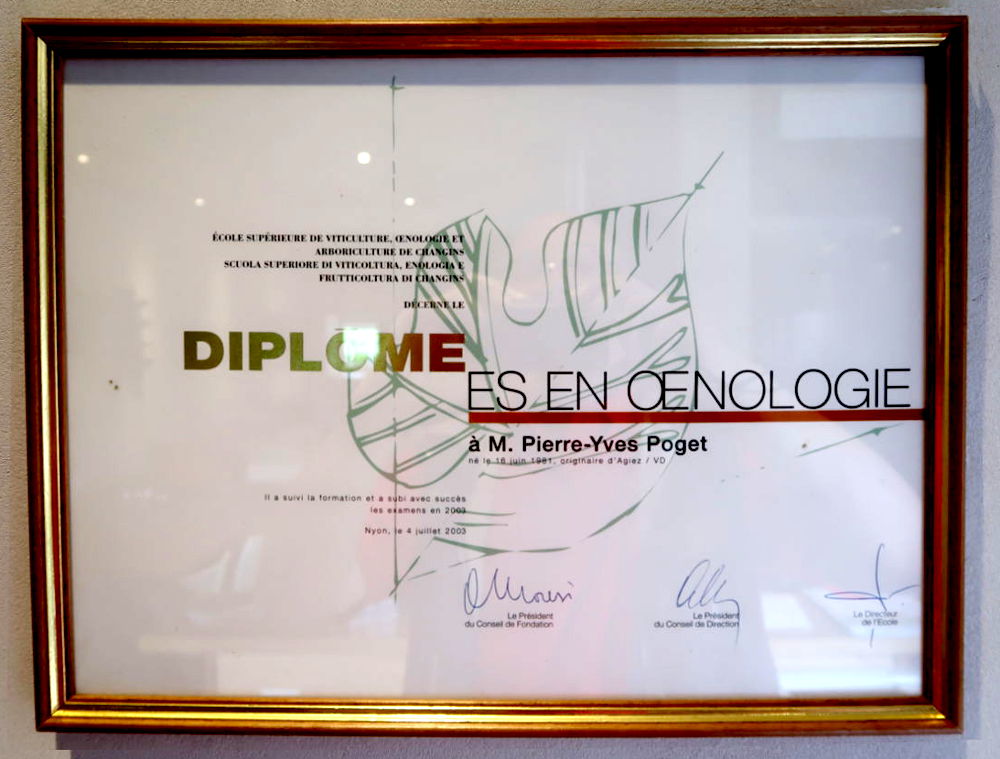 ÉCOLE SUPÉRIEURE DE VITICULTURE, ŒNOLOGIE ET
ARBORICULTURE DE CHANGINS
SCUOLA SUPERIORE DI VITICOLTURA, ENOLOGIA E
FRUTTICOLTURA DI CHANGINS
DÉCERNE LE
DIPLÔME
ES EN ŒNOLOGIE
à M. Pierre-Yves Poget
né le 16 juin 1981, originaire d'Agiez / VD
Il a suivi la formation et a subi avec succès
les examens en 2003
Nyon, le 4 juillet 2003
Le Président
du Conseil de Fondation
Le Président
du Conseil de Direction
Le Directeur
de l'Ecole